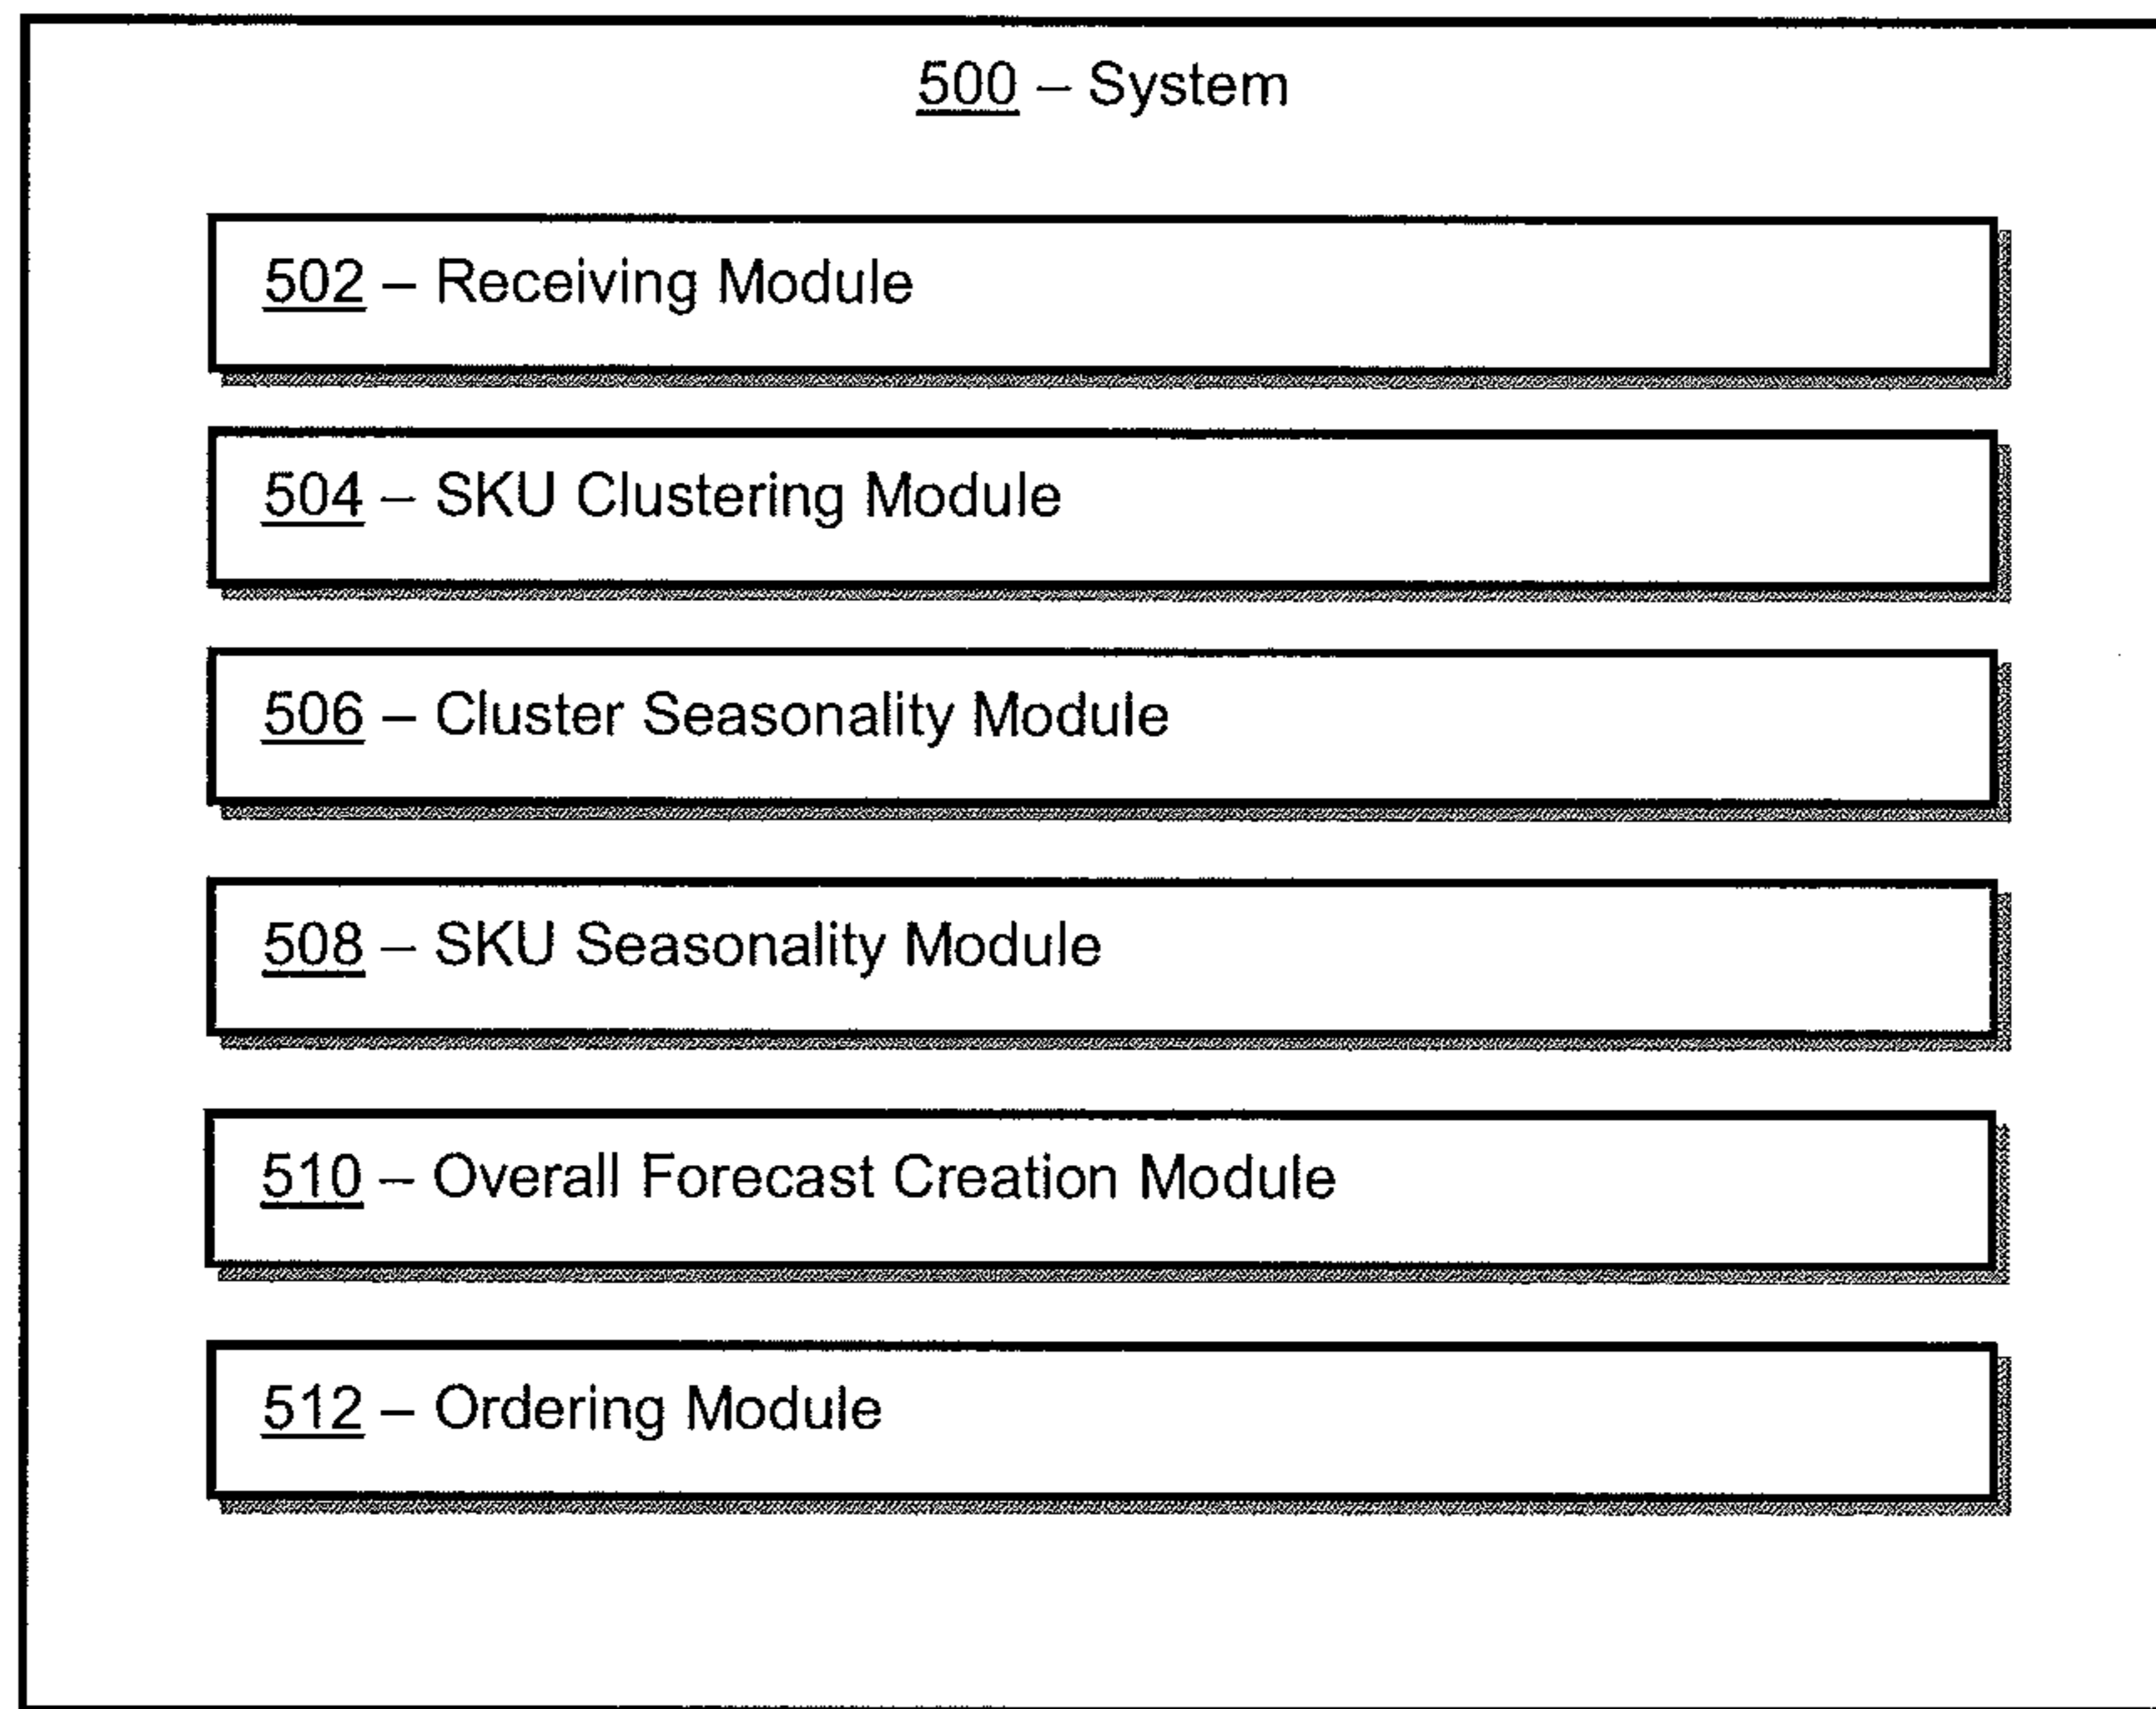 500 – System
502 – Receiving Module
504 – SKU Clustering Module
506 – Cluster Seasonality Module
508 – SKU Seasonality Module
510 – Overall Forecast Creation Module
512 – Ordering Module